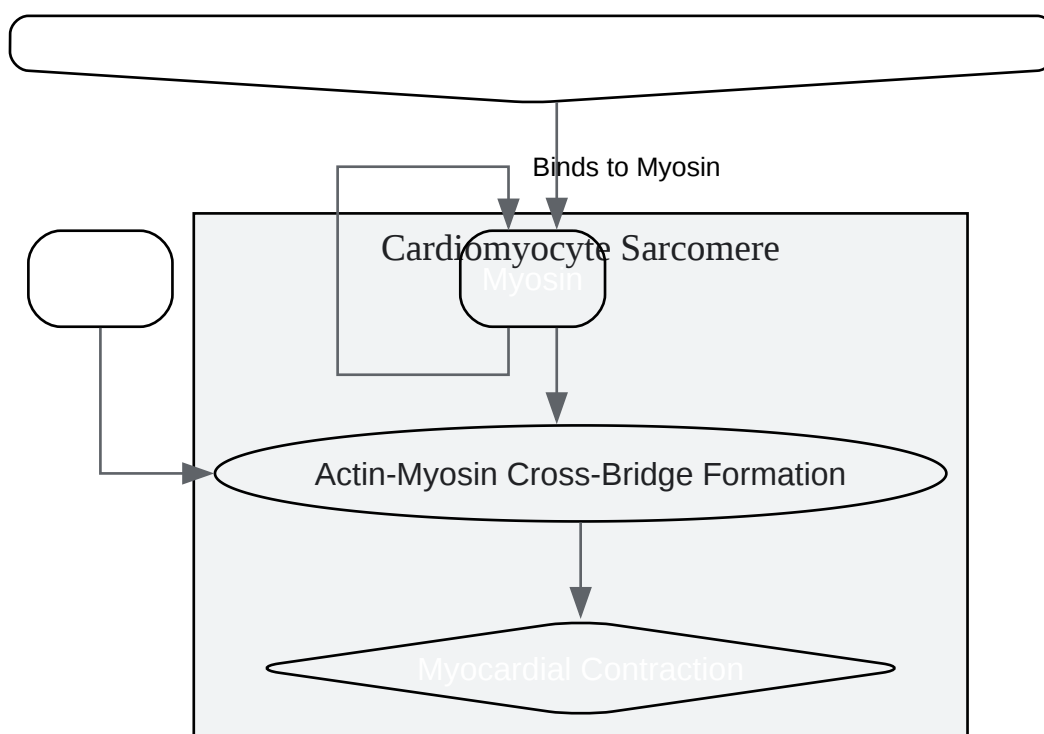 Binds to Myosin
Cardiomyocyte Sarcomere
Myosin
Actin-Myosin Cross-Bridge Formation
Myocardial Contraction